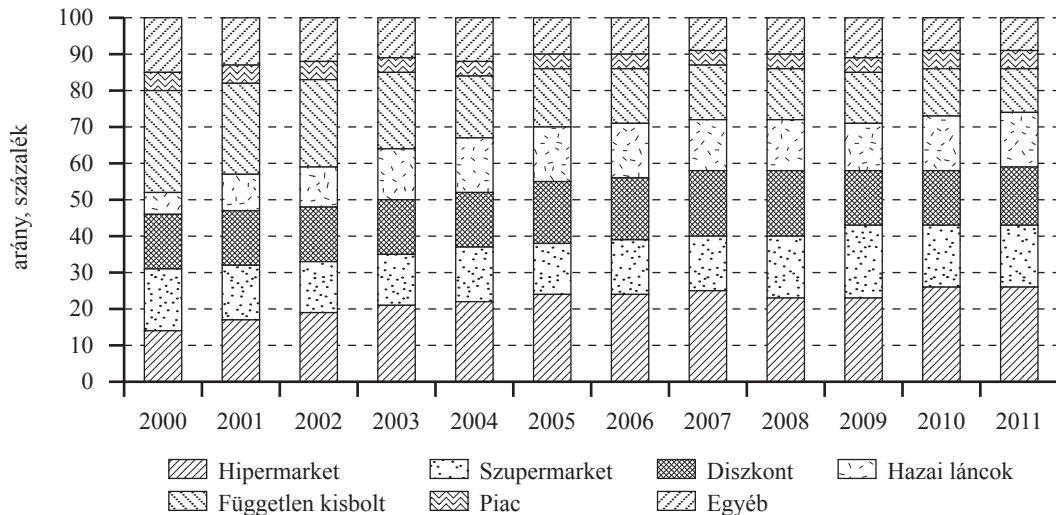 arány, százalék
100
90
80
70
60
50
40
30
20
10
0
2000 2001 2002 2003 2004 2005 2006 2007 2008 2009 2010 2011
Hipermarket Szupermarket Diszkont Hazai láncok
Független kisbolt Piac Egyéb